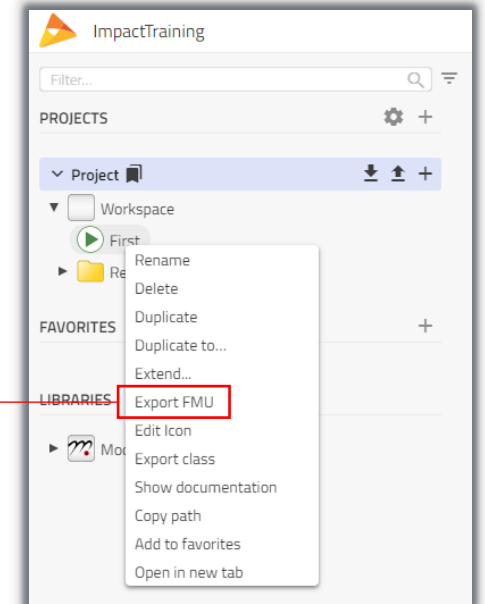 ImpactTraining
Filter...
PROJECTS
Project
Workspace
First
Re
Rename
Delete
Duplicate
Duplicate to...
Extend...
Export FMU
Edit Icon
Export class
Show documentation
Copy path
Add to favorites
Open in new tab
FAVORITES
LIBRARIES
Mod